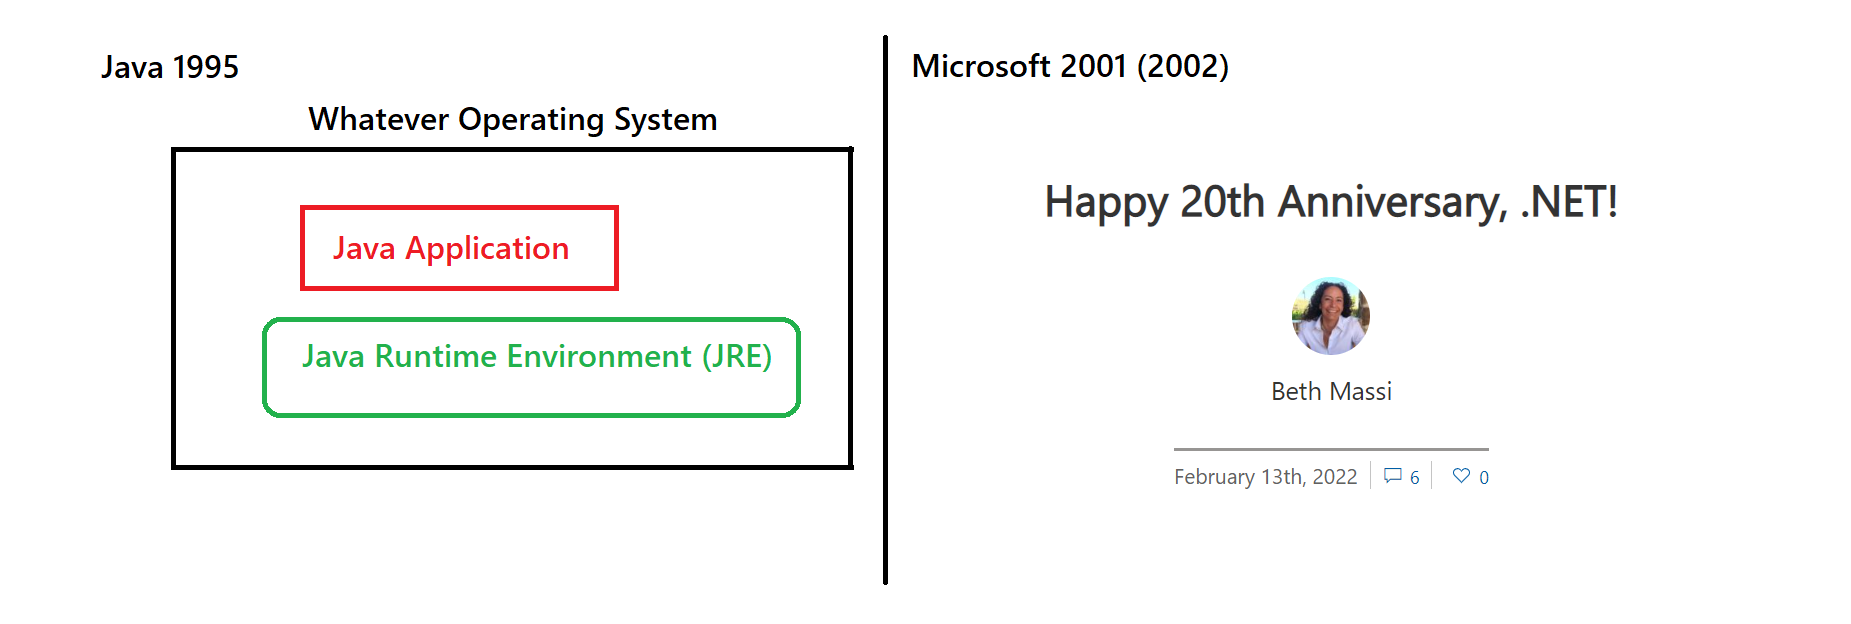 Java 1995
Whatever Operating System
Java Application
Java Runtime Environment (JRE)
Microsoft 2001 (2002)
Happy 20th Anniversary, .NET!
Beth Massi
February 13th, 2022 6 0